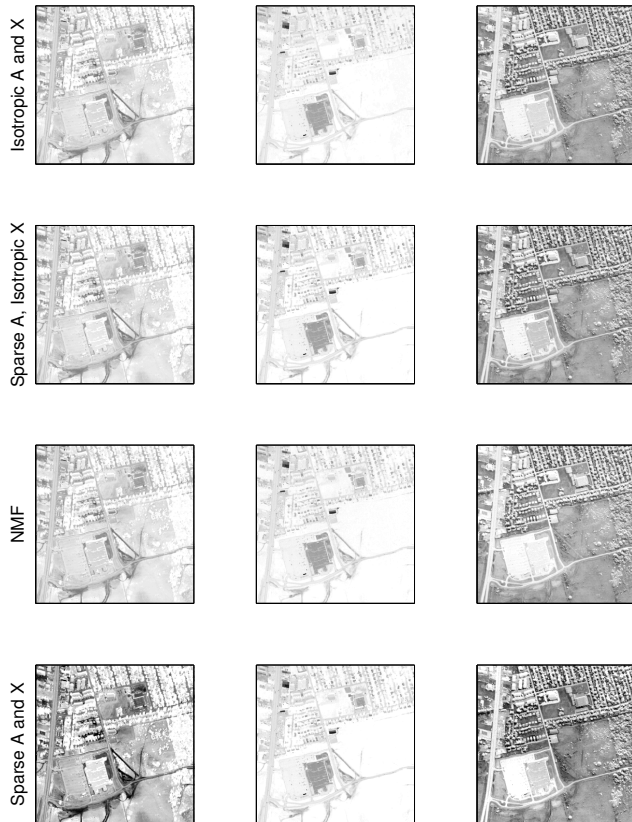 Isotropic A and X
Sparse A, Isotropic X
NMF
Sparse A and X